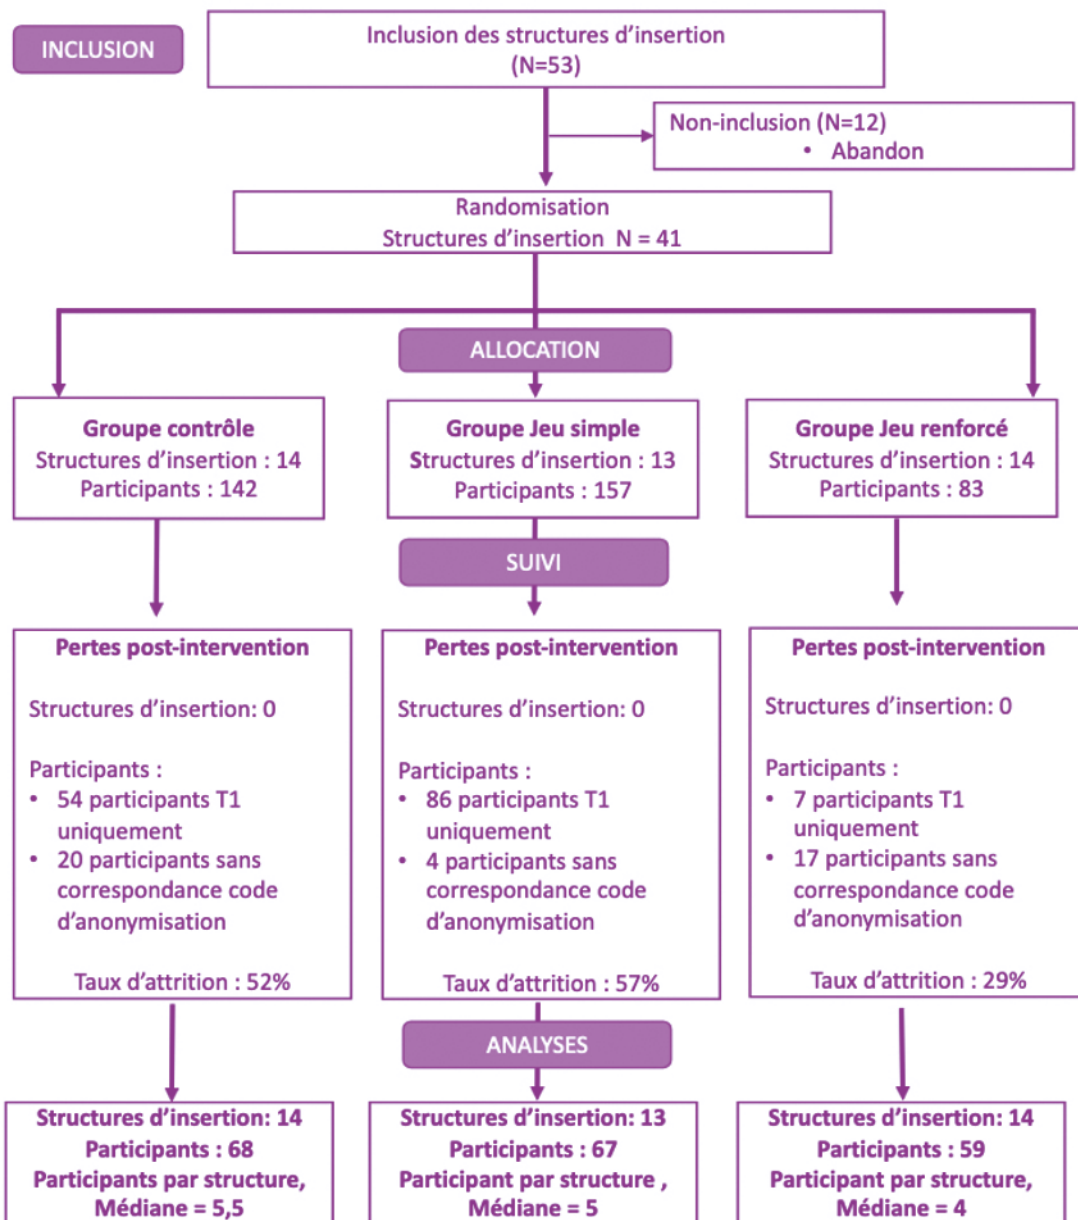 INCLUSION
Inclusion des structures d'insertion
(N=53)
Non-inclusion (N=12)
• Abandon
Randomisation
Structures d'insertion N = 41
ALLOCATION
Groupe contrôle
Structures d'insertion : 14
Participants : 142
Groupe Jeu simple
Structures d'insertion : 13
Participants : 157
Groupe Jeu renforcé
Structures d'insertion : 14
Participants : 83
SUIVI
Pertes post-intervention
Structures d'insertion: 0
Participants :
• 54 participants T1
uniquement
• 20 participants sans
correspondance code
d'anonymisation
Taux d'attrition : 52%
Pertes post-intervention
Structures d'insertion: 0
Participants :
• 86 participants T1
uniquement
• 4 participants sans
correspondance code
d'anonymisation
Taux d'attrition : 57%
Pertes post-intervention
Structures d'insertion: 0
Participants :
• 7 participants T1
uniquement
• 17 participants sans
correspondance code
d'anonymisation
Taux d'attrition : 29%
ANALYSES
Structures d'insertion: 14
Participants : 68
Participants par structure,
Médiane = 5,5
Structures d'insertion: 13
Participants : 67
Participant par structure ,
Médiane = 5
Structures d'insertion: 14
Participants : 59
Participant par structure,
Médiane = 4